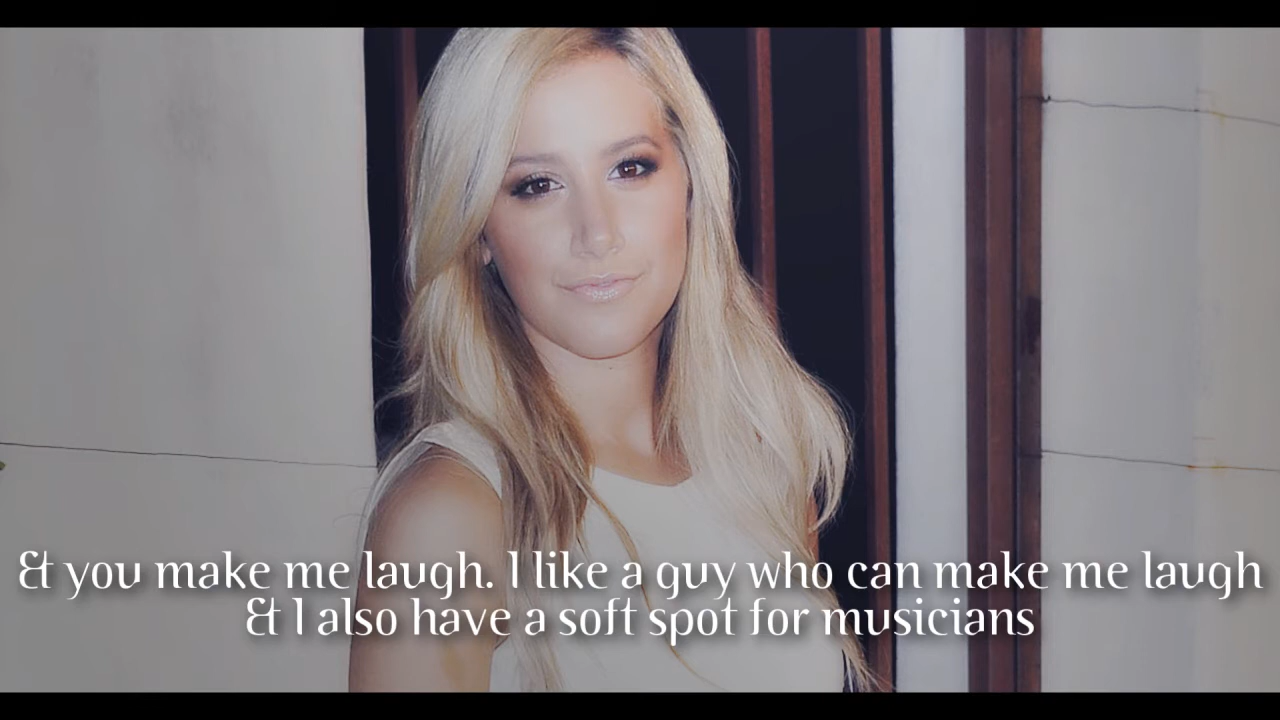 & you make me laugh. I like a guy who can make me laugh
& I also have a soft spot for musicians